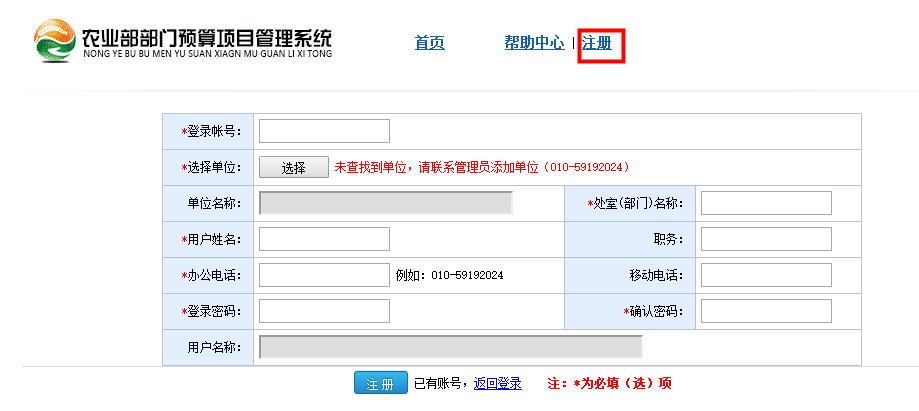 农业部部门预算项目管理系统
NONG YE BU BU MEN YU SUAN XIAGN MU GUAN LI XI TONG
首页 帮助中心 | 注册
*登录帐号:
*选择单位: 选择 未查找到单位,请联系管理员添加单位(010-59192024)
单位名称: *处室(部门)名称:
*用户姓名: 职务:
*办公电话: 例如: 010-59192024 移动电话:
*登录密码: *确认密码:
用户名称:
注 册 已有账号,返回登录 注:*为必填(选)项